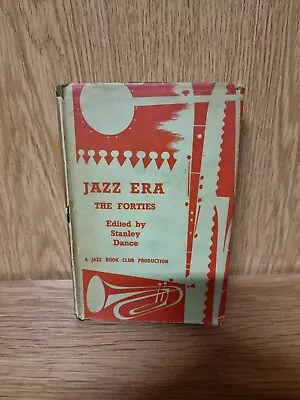 JAZZ ERA
THE FORTIES
Edited by
Stanley
Dance
A JAZZ BOOK CLUB PRODUCTION